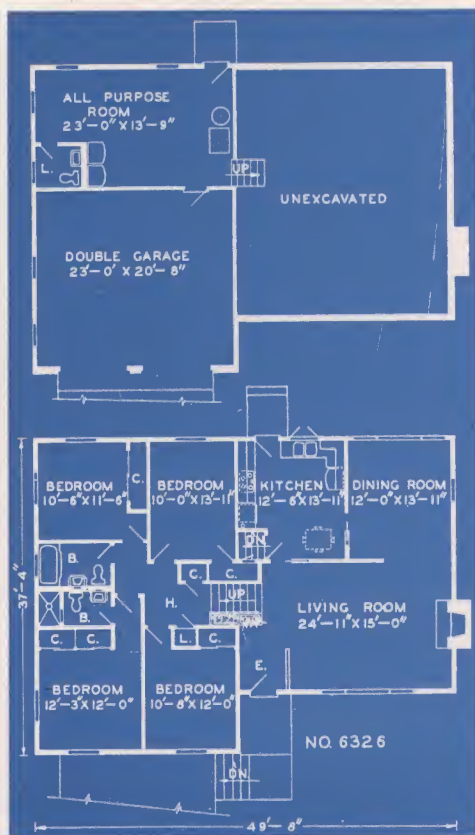 ALL PURPOSE
ROOM
23'-0" X 13'-9"
L.
UP
UNEXCAVATED
DOUBLE GARAGE
23'-0' X 20'-8"
BEDROOM
10'-6" X 11'-6"
C.
BEDROOM
10'-0" X 13'-11"
KITCHEN
12'-6" X 13'-11"
DINING ROOM
12'-0" X 13'-11"
DN
B.
C.
C.
37'-4"
B.
H.
UP
LIVING ROOM
24'-11" X 15'-0"
C.
C.
L.
C.
E.
BEDROOM
12'-3" X 12'-0"
BEDROOM
10'-8" X 12'-0"
NO. 6326
DN
49'-8"